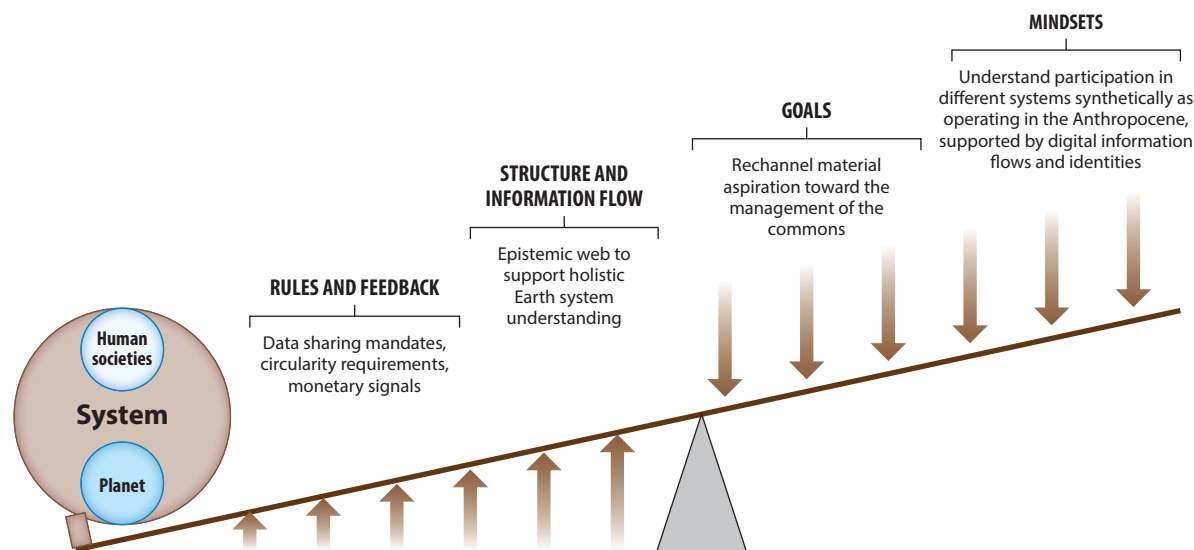 MINDSETS
Understand participation in
different systems synthetically as
operating in the Anthropocene,
supported by digital information
flows and identities
GOALS
Rechannel material
aspiration toward the
management of the
commons
STRUCTURE AND
INFORMATION FLOW
Epistemic web to
support holistic
Earth system
understanding
RULES AND FEEDBACK
Data sharing mandates,
circularity requirements,
monetary signals
Human
societies
System
Planet